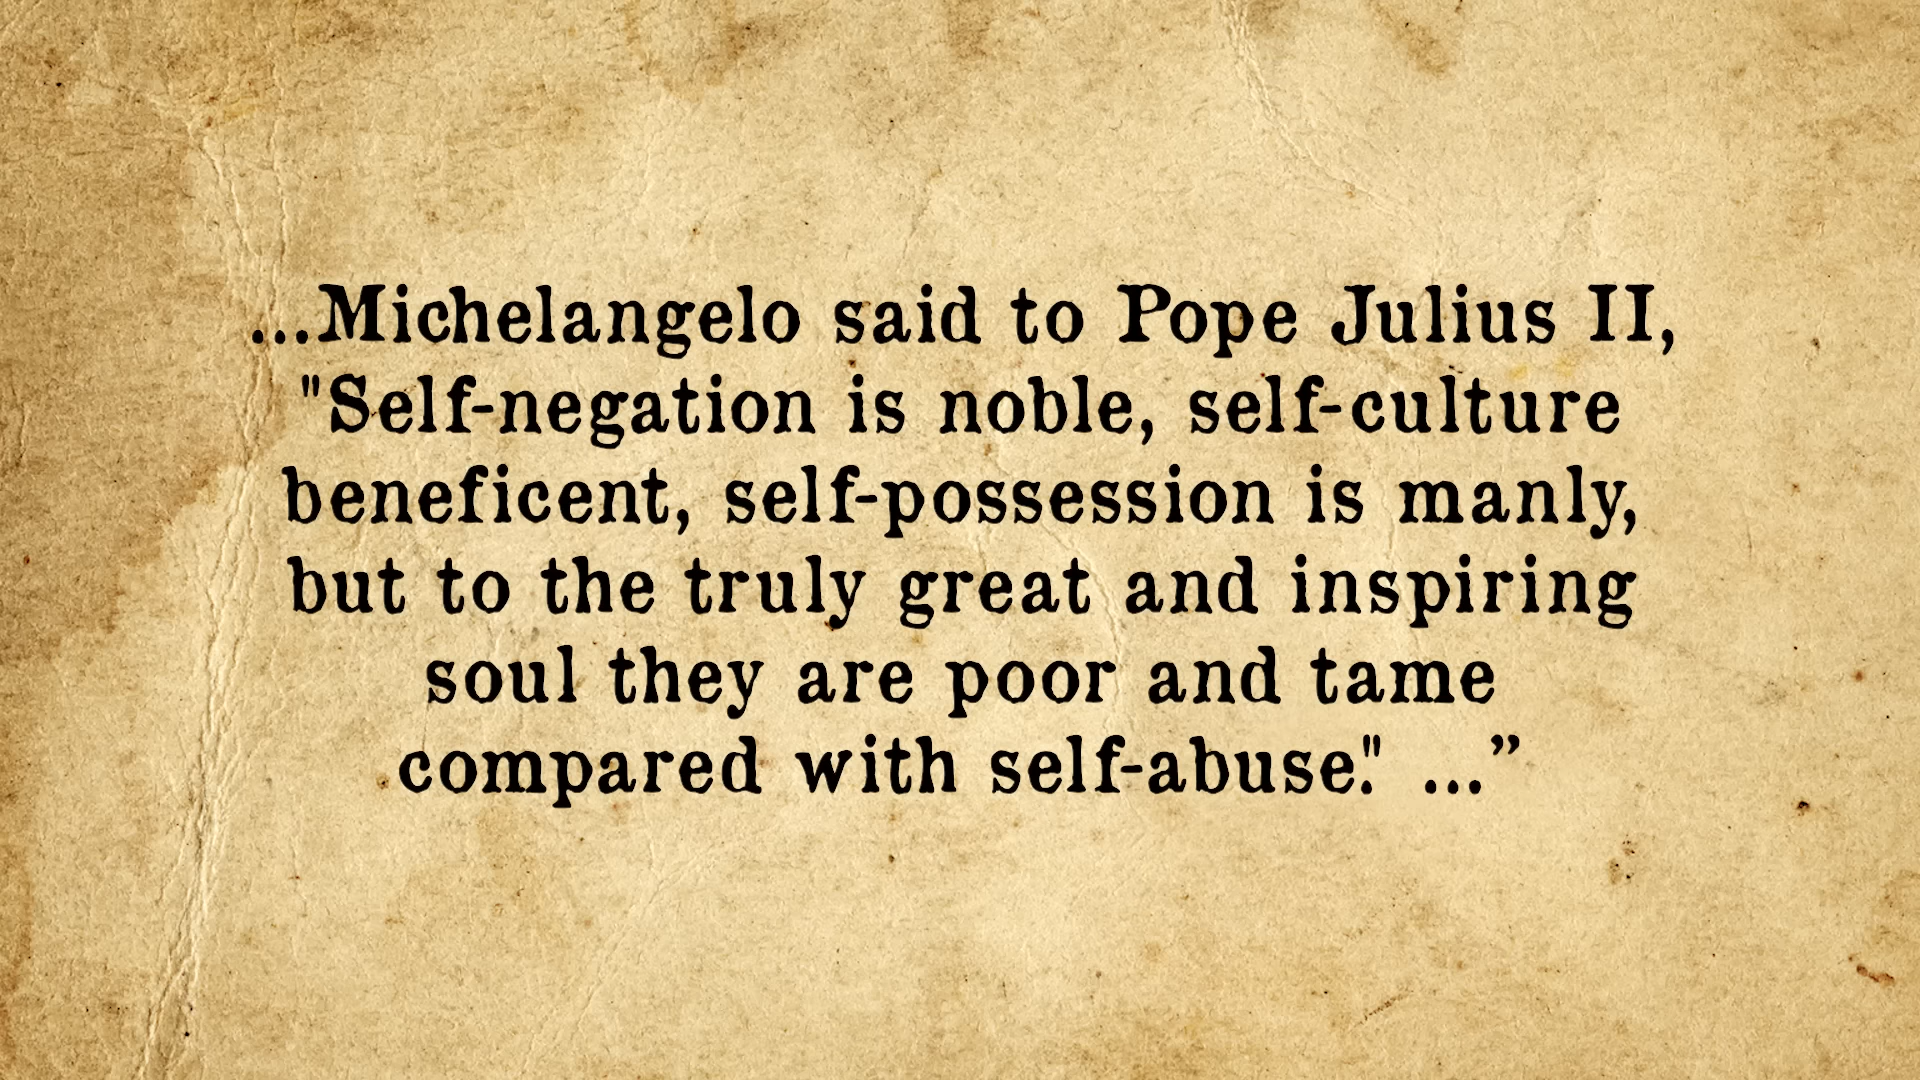 ...Michelangelo said to Pope Julius II,
"Self-negation is noble, self-culture
beneficent, self-possession is manly,
but to the truly great and inspiring
soul they are poor and tame
compared with self-abuse." ...”